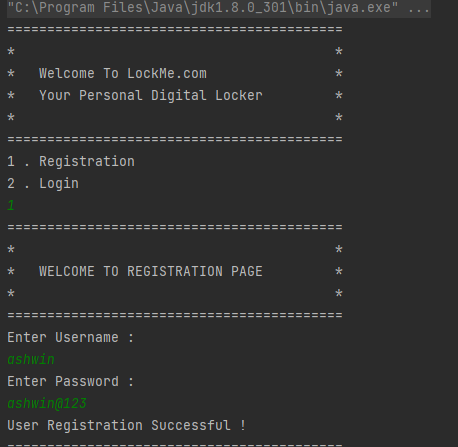 "C:\Program Files\Java\jdk1.8.0_301\bin\java.exe" ...
==========================================
*                                        *
*   Welcome To LockMe.com                *
*   Your Personal Digital Locker         *
*                                        *
==========================================
1 . Registration
2 . Login
1
==========================================
*                                        *
*   WELCOME TO REGISTRATION PAGE         *
*                                        *
==========================================
Enter Username :
ashwin
Enter Password :
ashwin@123
User Registration Successful !
==========================================